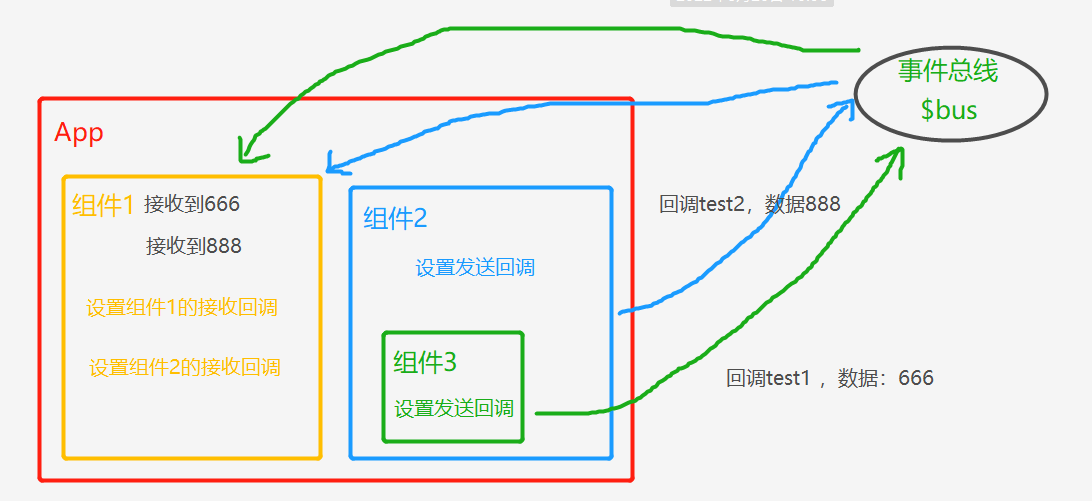 事件总线
$bus
App
组件1 接收到666
接收到888
设置组件1的接收回调
设置组件2的接收回调
组件2
设置发送回调
组件3
设置发送回调
回调test2，数据888
回调test1 ，数据：666